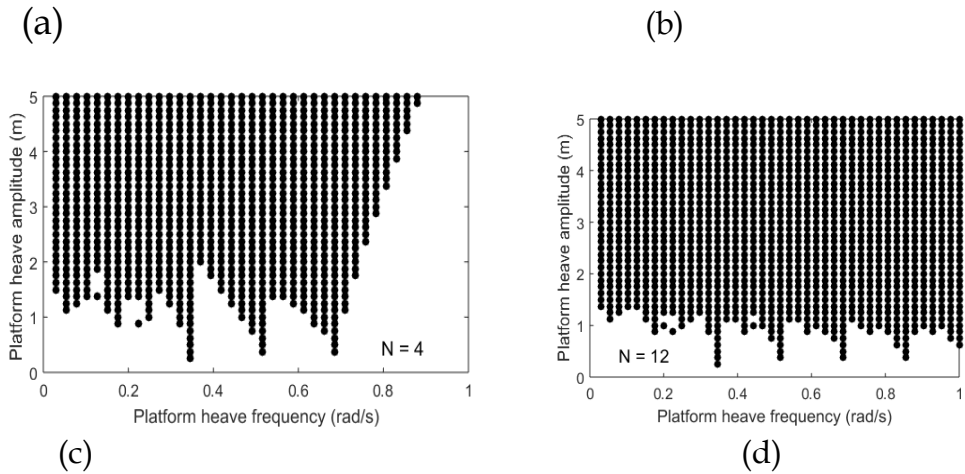 (a)
(b)
5
4
3
2
1
0
Platform heave amplitude (m)
N = 4
0.2
0.4
0.6
0.8
1
Platform heave frequency (rad/s)
5
4
3
2
1
0
Platform heave amplitude (m)
N = 12
0
0.2
0.4
0.6
0.8
1
Platform heave frequency (rad/s)
(c)
(d)